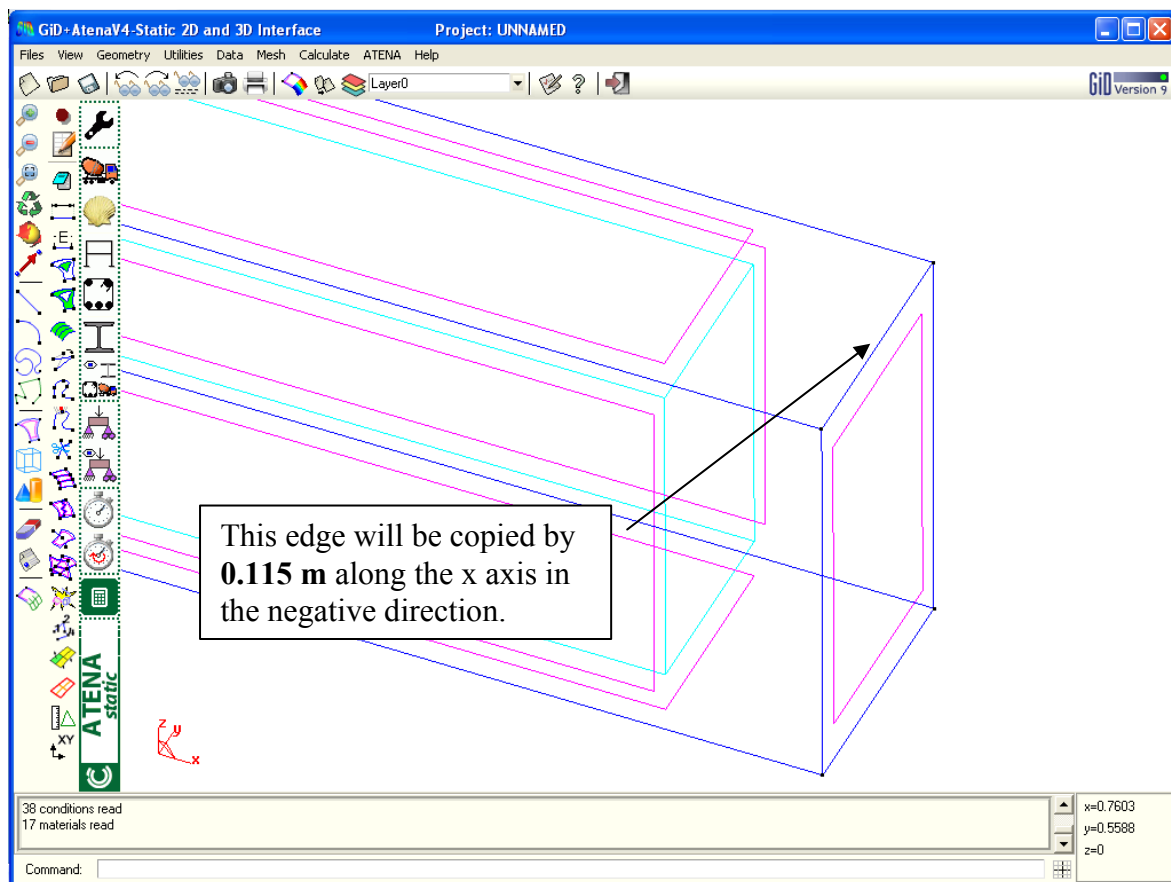 GiD+AtenaV4-Static 2D and 3D Interface Project: UNNAMED
Files View Geometry Utilities Data Mesh Calculate ATENA Help
Layer0
GiD Version 9
This edge will be copied by
0.115 m along the x axis in
the negative direction.
ATENA
static
z
y
x
38 conditions read
17 materials read
x=0.7603
y=0.5588
z=0
Command:
E
XY